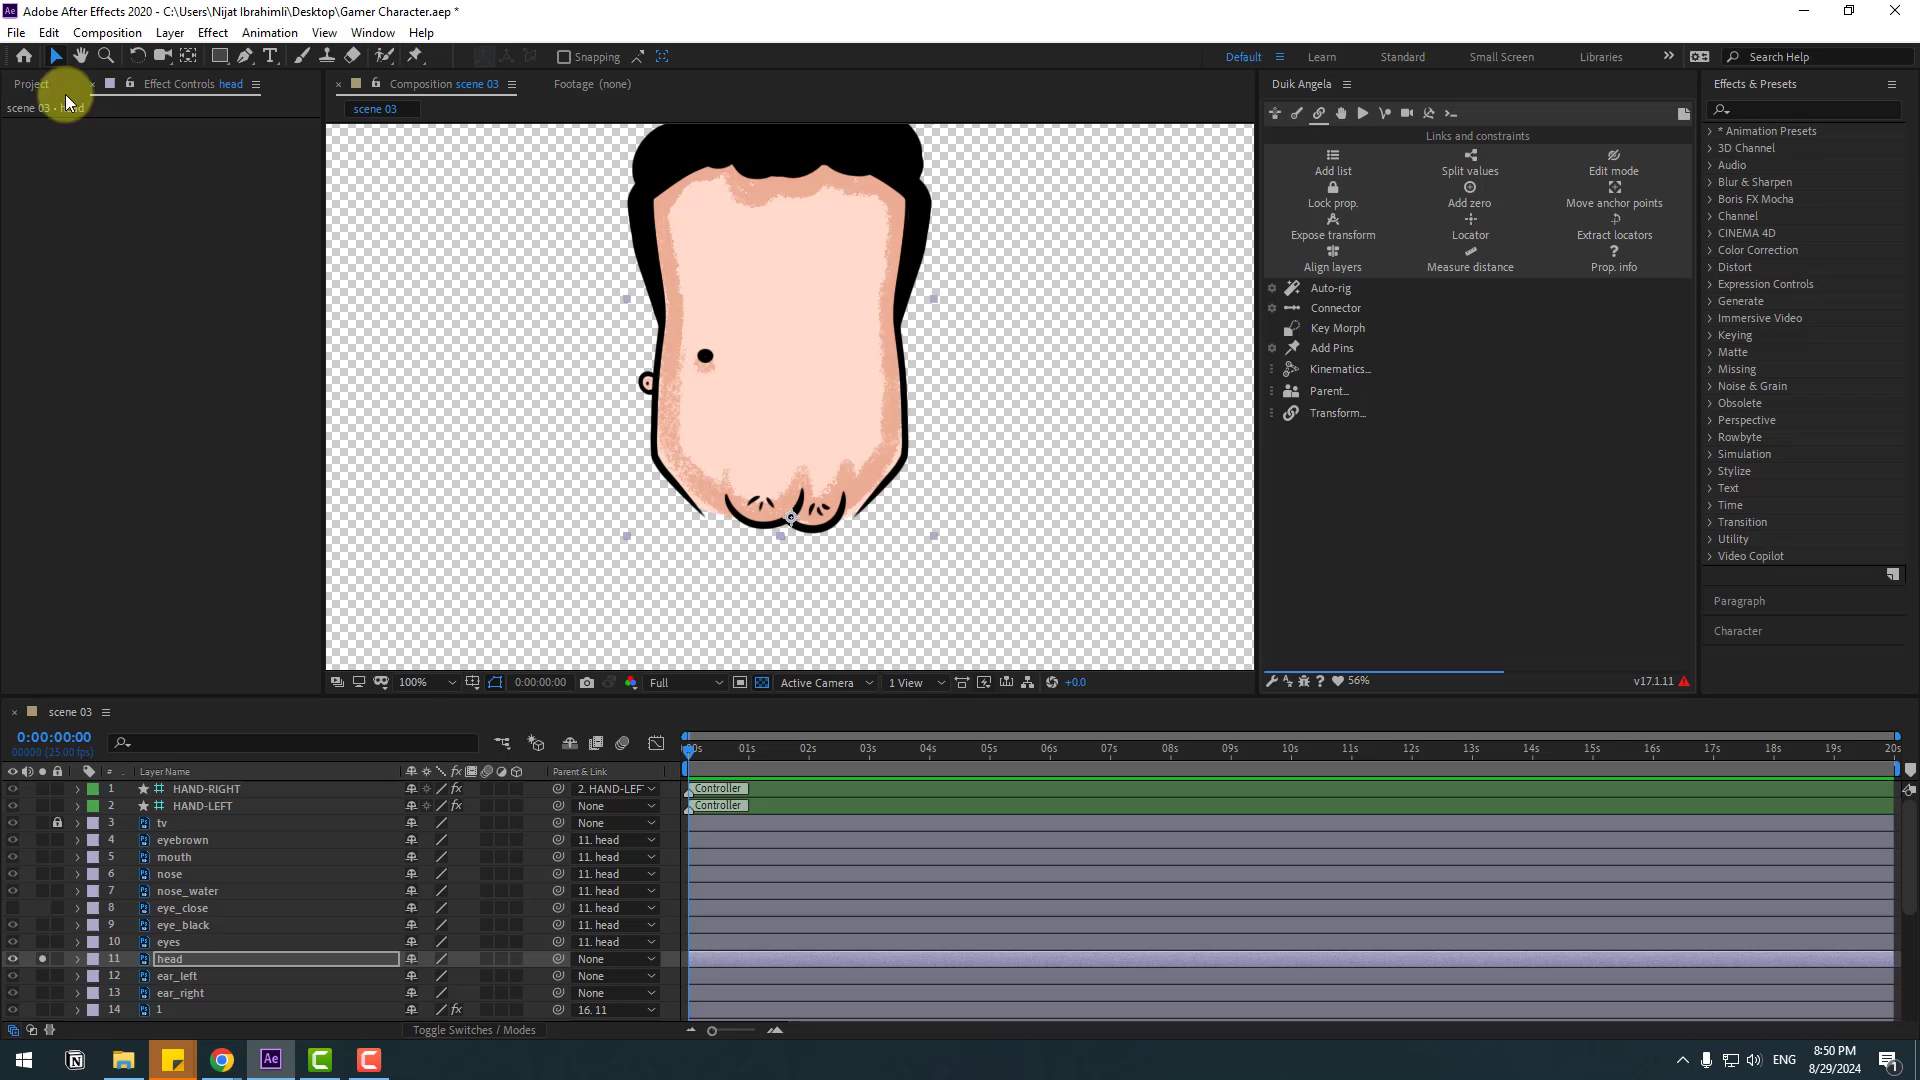 Adobe After Effects 2020 - C:\Users\Nijat Ibrahimli\Desktop\Gamer Character.aep *
File Edit Composition Layer Effect Animation View Window Help
Snapping Default Learn Standard Small Screen Libraries Search Help
Project Effect Controls head Composition scene 03 Footage (none) Duik Angela Effects & Presets
scene 03 • head
scene 03
Links and constraints
Add list Split values Edit mode
Lock prop. Add zero Move anchor points
Expose transform Locator Extract locators
Align layers Measure distance Prop. info
Auto-rig
Connector
Key Morph
Add Pins
Kinematics...
Parent...
Transform...
56% v17.1.11
* Animation Presets
3D Channel
Audio
Blur & Sharpen
Boris FX Mocha
Channel
CINEMA 4D
Color Correction
Distort
Expression Controls
Generate
Immersive Video
Keying
Matte
Missing
Noise & Grain
Obsolete
Perspective
Rowbyte
Simulation
Stylize
Text
Time
Transition
Utility
Video Copilot
Paragraph
Character
100% 0:00:00:00 Full Active Camera 1 View +0.0
scene 03
0:00:00:00
00000 (25.00 fps)
:00s 01s 02s 03s 04s 05s 06s 07s 08s 09s 10s 11s 12s 13s 14s 15s 16s 17s 18s 19s 20s
# Layer Name fx Parent & Link
1 HAND-RIGHT fx 2. HAND-LEF Controller
2 HAND-LEFT fx None Controller
3 tv None
4 eyebrown 11. head
5 mouth 11. head
6 nose 11. head
7 nose_water 11. head
8 eye_close 11. head
9 eye_black 11. head
10 eyes 11. head
11 head None
12 ear_left None
13 ear_right None
14 1 fx 16. 11
Toggle Switches / Modes
Ae ENG 8:50 PM
8/29/2024 1